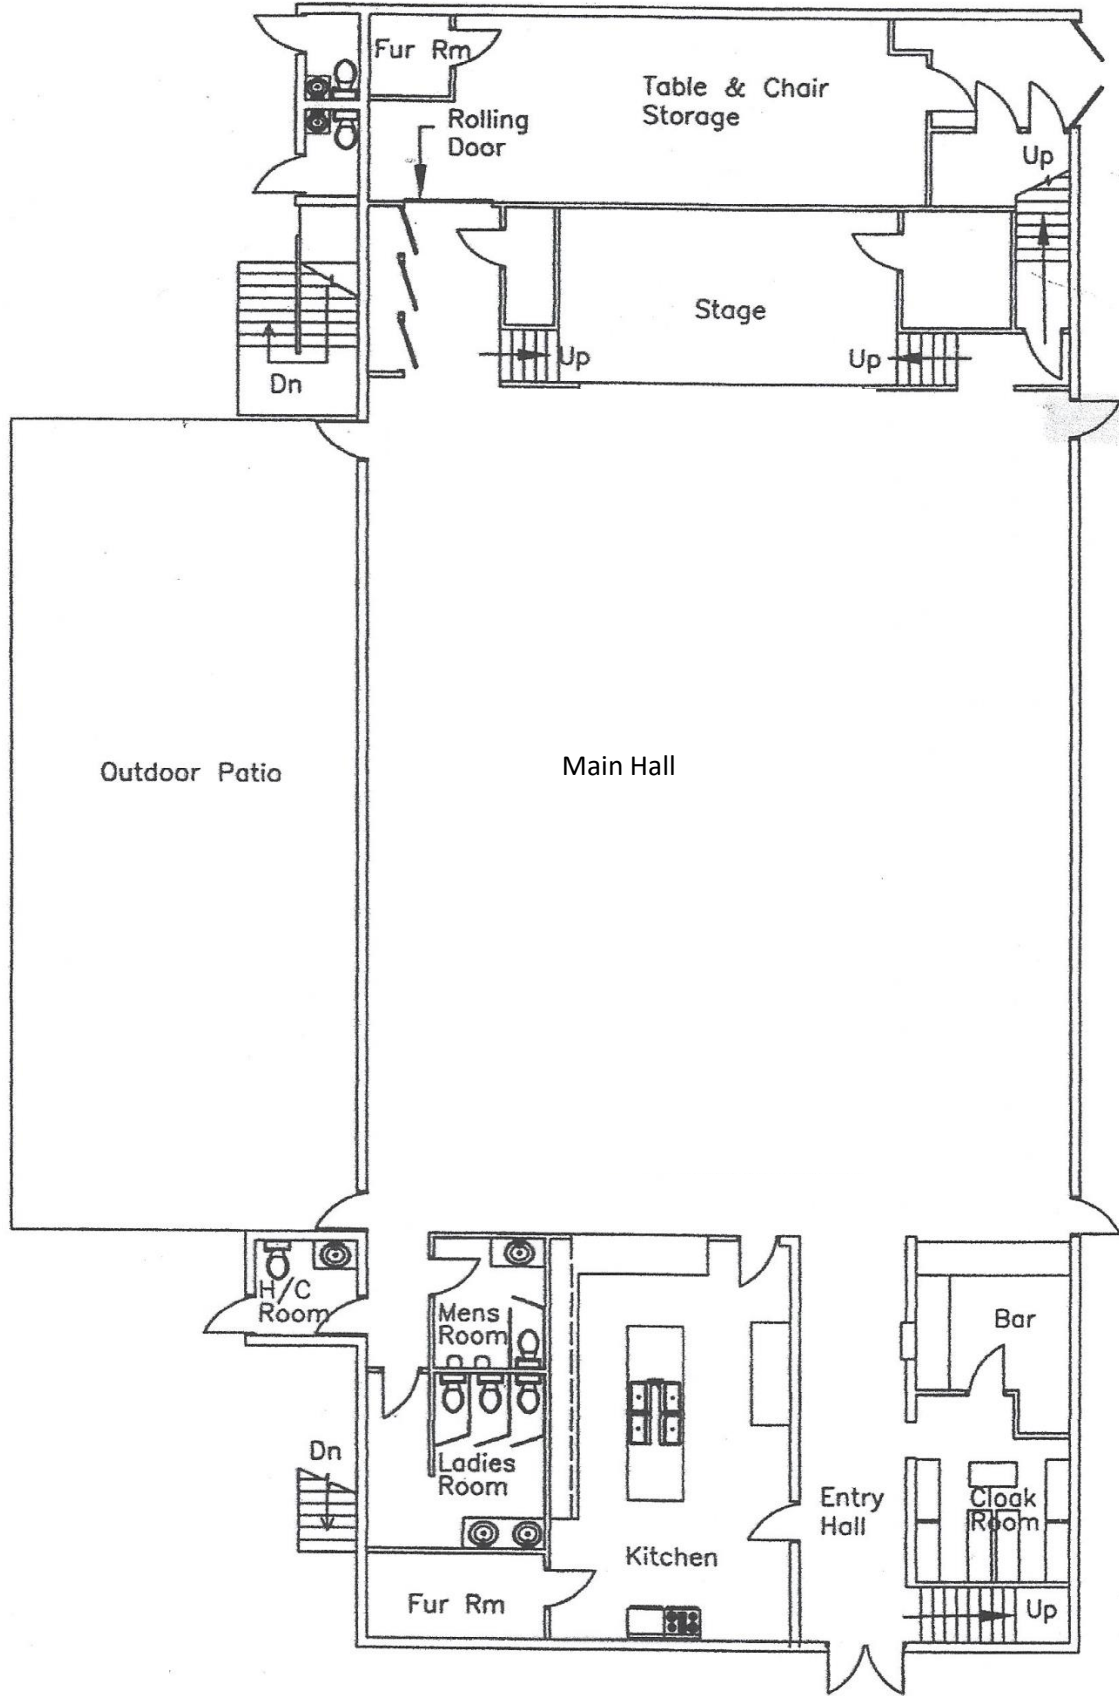 Fur Rm
Table & Chair
Storage
Rolling
Door
Up
Stage
Up
Up
Dn
Outdoor Patio
Main Hall
H/C
Room
Mens
Room
Bar
Dn
Ladies
Room
Entry
Hall
Cloak
Room
Kitchen
Fur Rm
Up